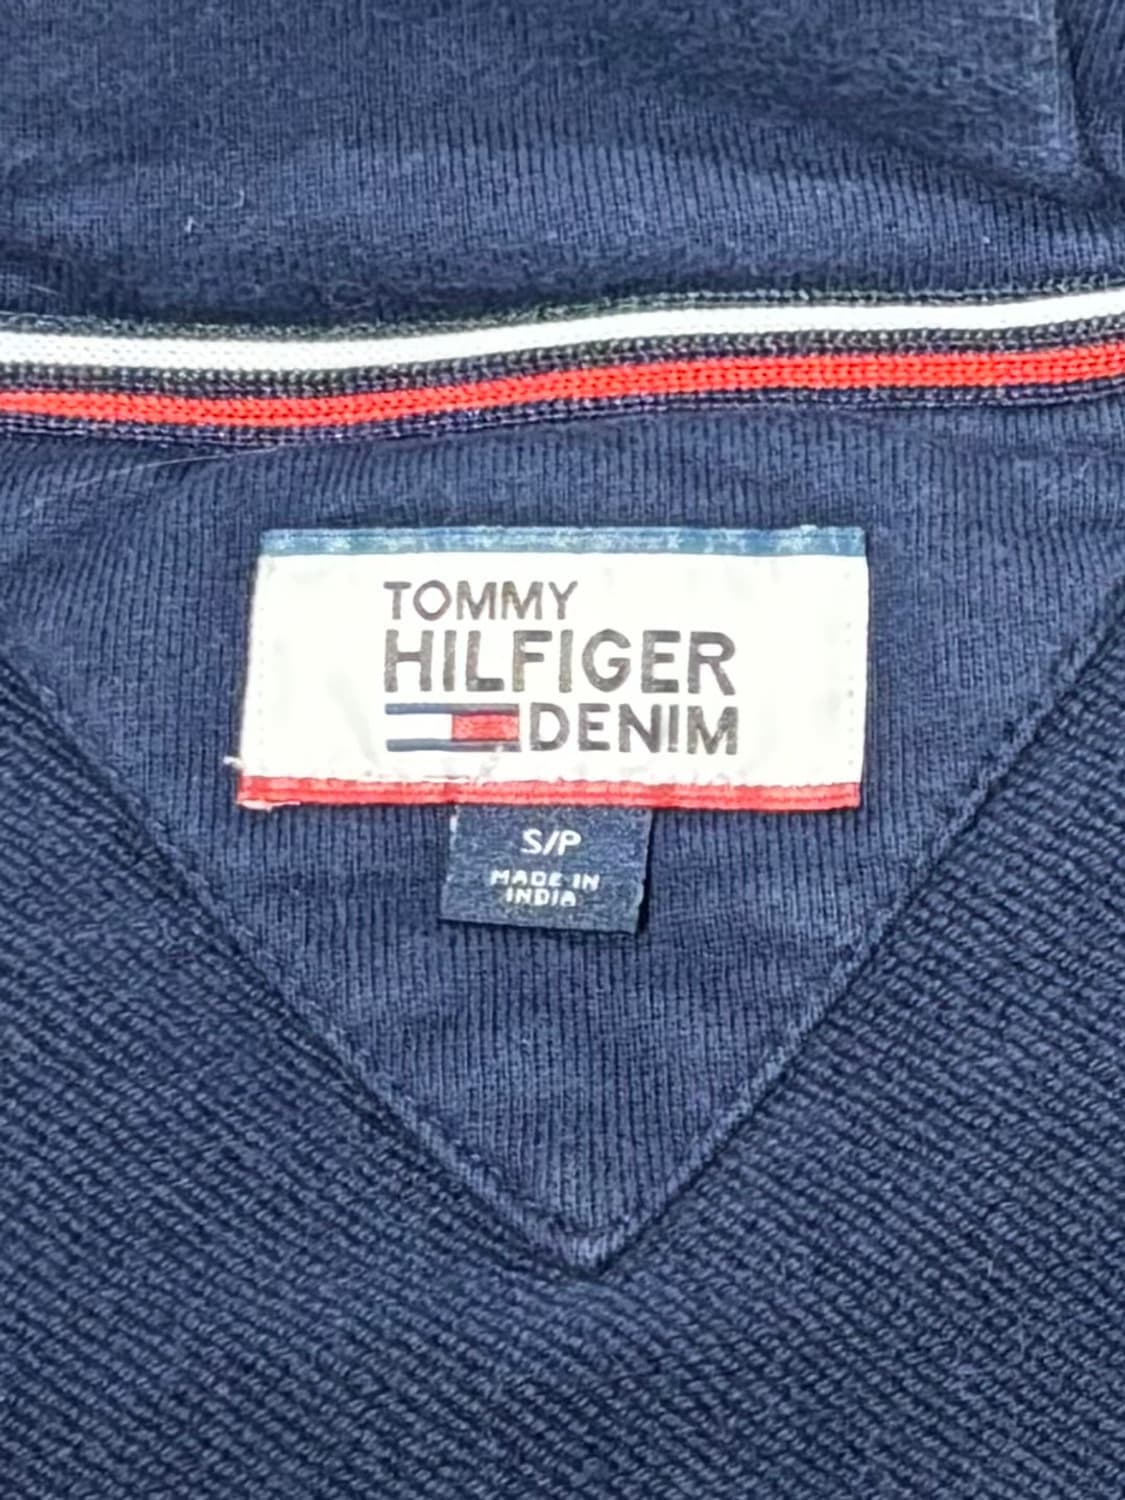 TOMMY
HILFIGER
DENIM
S/P
MADE IN
INDIA